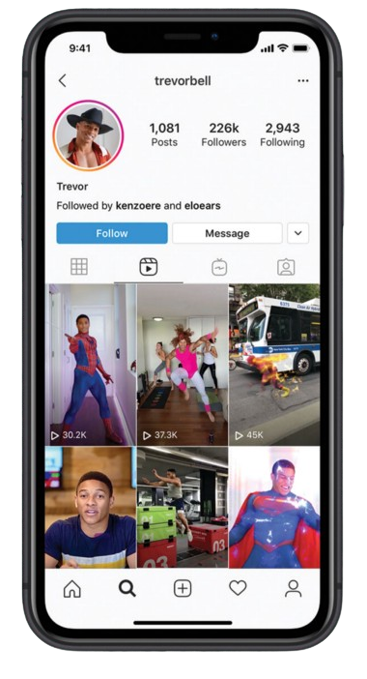 9:41
trevorbell
1,081 226k 2,943
Posts Followers Following
Trevor
Followed by kenzoere and eloears
Follow Message
30.2K 37.3K 45K
03